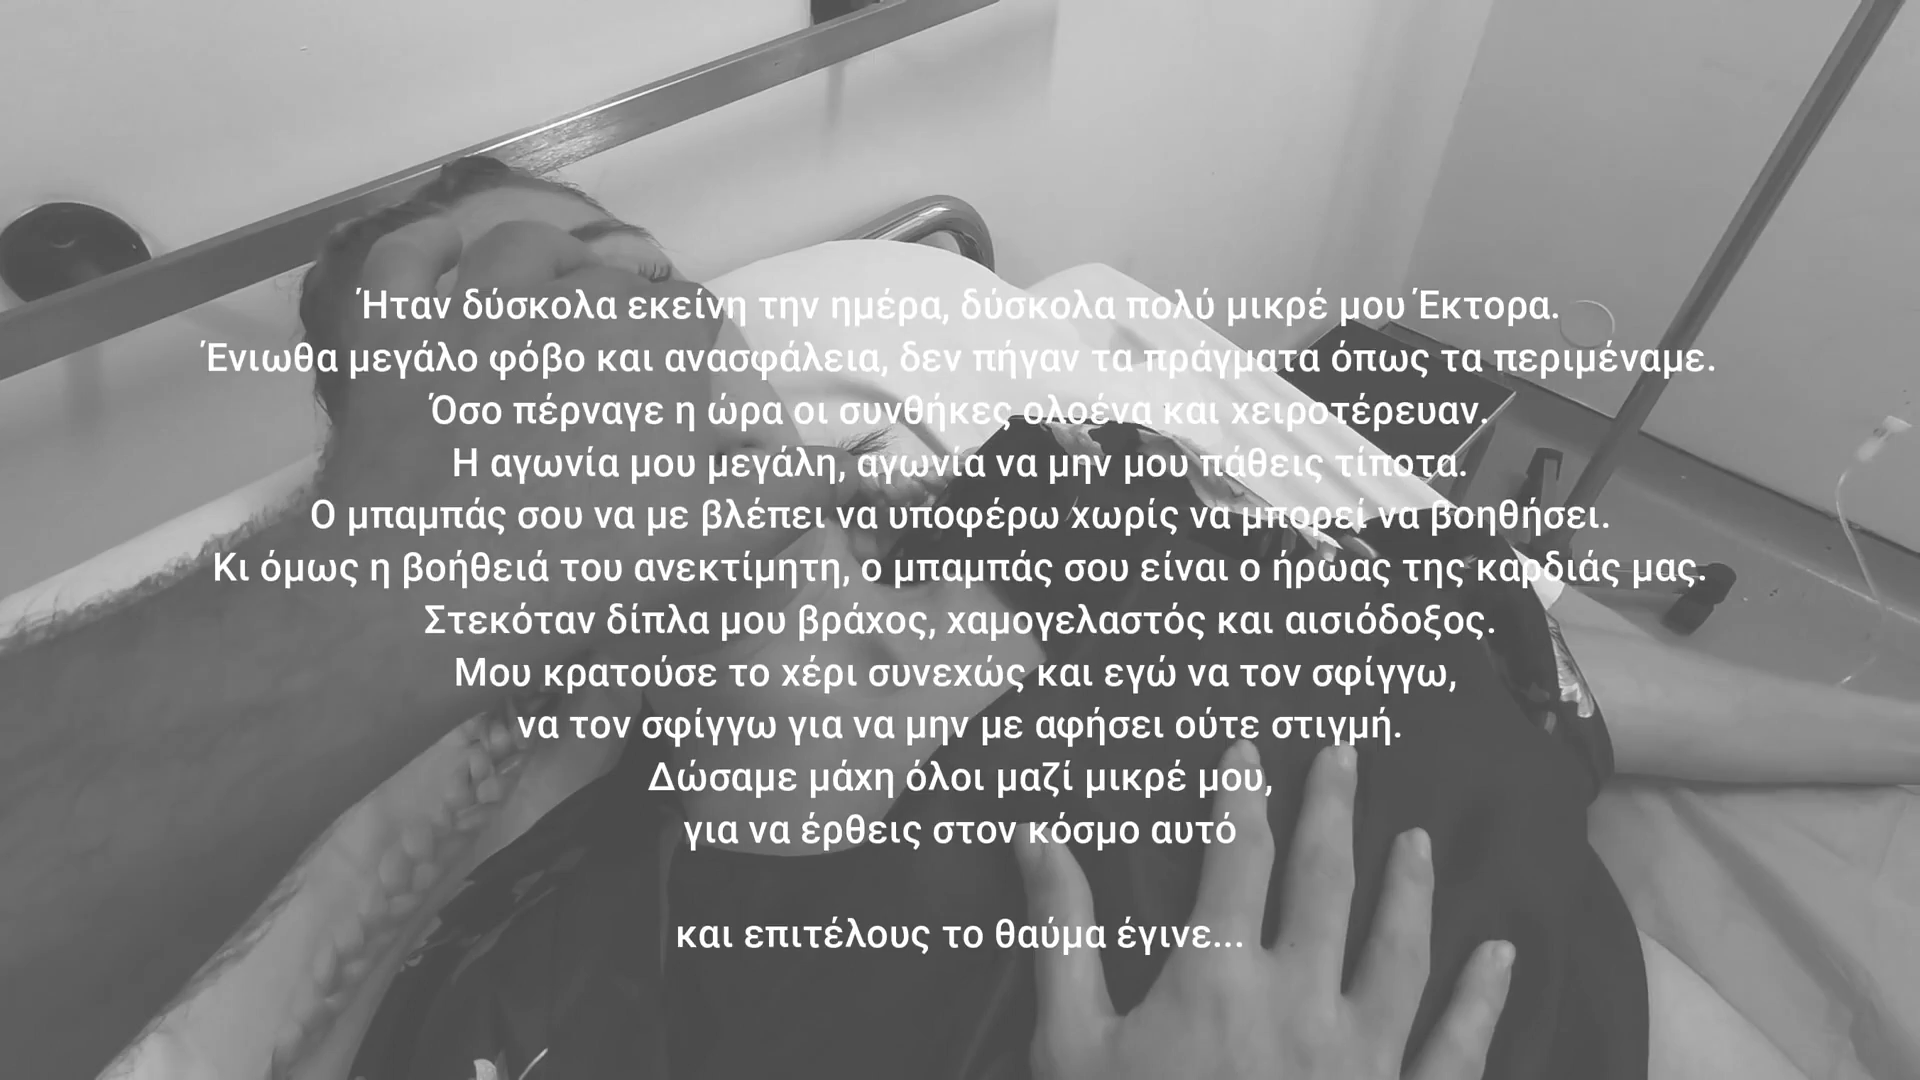 Ήταν δύσκολα εκείνη την ημέρα, δύσκολα πολύ μικρέ μου Έκτορα.
Ένιωθα μεγάλο φόβο και ανασφάλεια, δεν πήγαν τα πράγματα όπως τα περιμέναμε.
Όσο πέρναγε η ώρα οι συνθήκες ολοένα και χειροτέρευαν.
Η αγωνία μου μεγάλη, αγωνία να μην μου πάθεις τίποτα.
Ο μπαμπάς σου να με βλέπει να υποφέρω χωρίς να μπορεί να βοηθήσει.
Κι όμως η βοήθειά του ανεκτίμητη, ο μπαμπάς σου είναι ο ήρωας της καρδιάς μας.
Στεκόταν δίπλα μου βράχος, χαμογελαστός και αισιόδοξος.
Μου κρατούσε το χέρι συνεχώς και εγώ να τον σφίγγω,
να τον σφίγγω για να μην με αφήσει ούτε στιγμή.
Δώσαμε μάχη όλοι μαζί μικρέ μου,
για να έρθεις στον κόσμο αυτό
και επιτέλους το θαύμα έγινε...